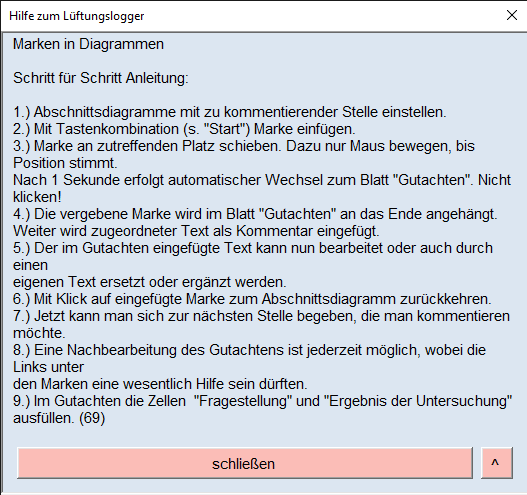 Hilfe zum Lüftungslogger
Marken in Diagrammen
Schritt für Schritt Anleitung:
1.) Abschnittsdiagramme mit zu kommentierender Stelle einstellen.
2.) Mit Tastenkombination (s. "Start") Marke einfügen.
3.) Marke an zutreffenden Platz schieben. Dazu nur Maus bewegen, bis
Position stimmt.
Nach 1 Sekunde erfolgt automatischer Wechsel zum Blatt "Gutachten". Nicht
klicken!
4.) Die vergebene Marke wird im Blatt "Gutachten" an das Ende angehängt.
Weiter wird zugeordneter Text als Kommentar eingefügt.
5.) Der im Gutachten eingefügte Text kann nun bearbeitet oder auch durch
einen
eigenen Text ersetzt oder ergänzt werden.
6.) Mit Klick auf eingefügte Marke zum Abschnittsdiagramm zurückkehren.
7.) Jetzt kann man sich zur nächsten Stelle begeben, die man kommentieren
möchte.
8.) Eine Nachbearbeitung des Gutachtens ist jederzeit möglich, wobei die
Links unter
den Marken eine wesentlich Hilfe sein dürften.
9.) Im Gutachten die Zellen  "Fragestellung" und "Ergebnis der Untersuchung"
ausfüllen. (69)
schließen
^